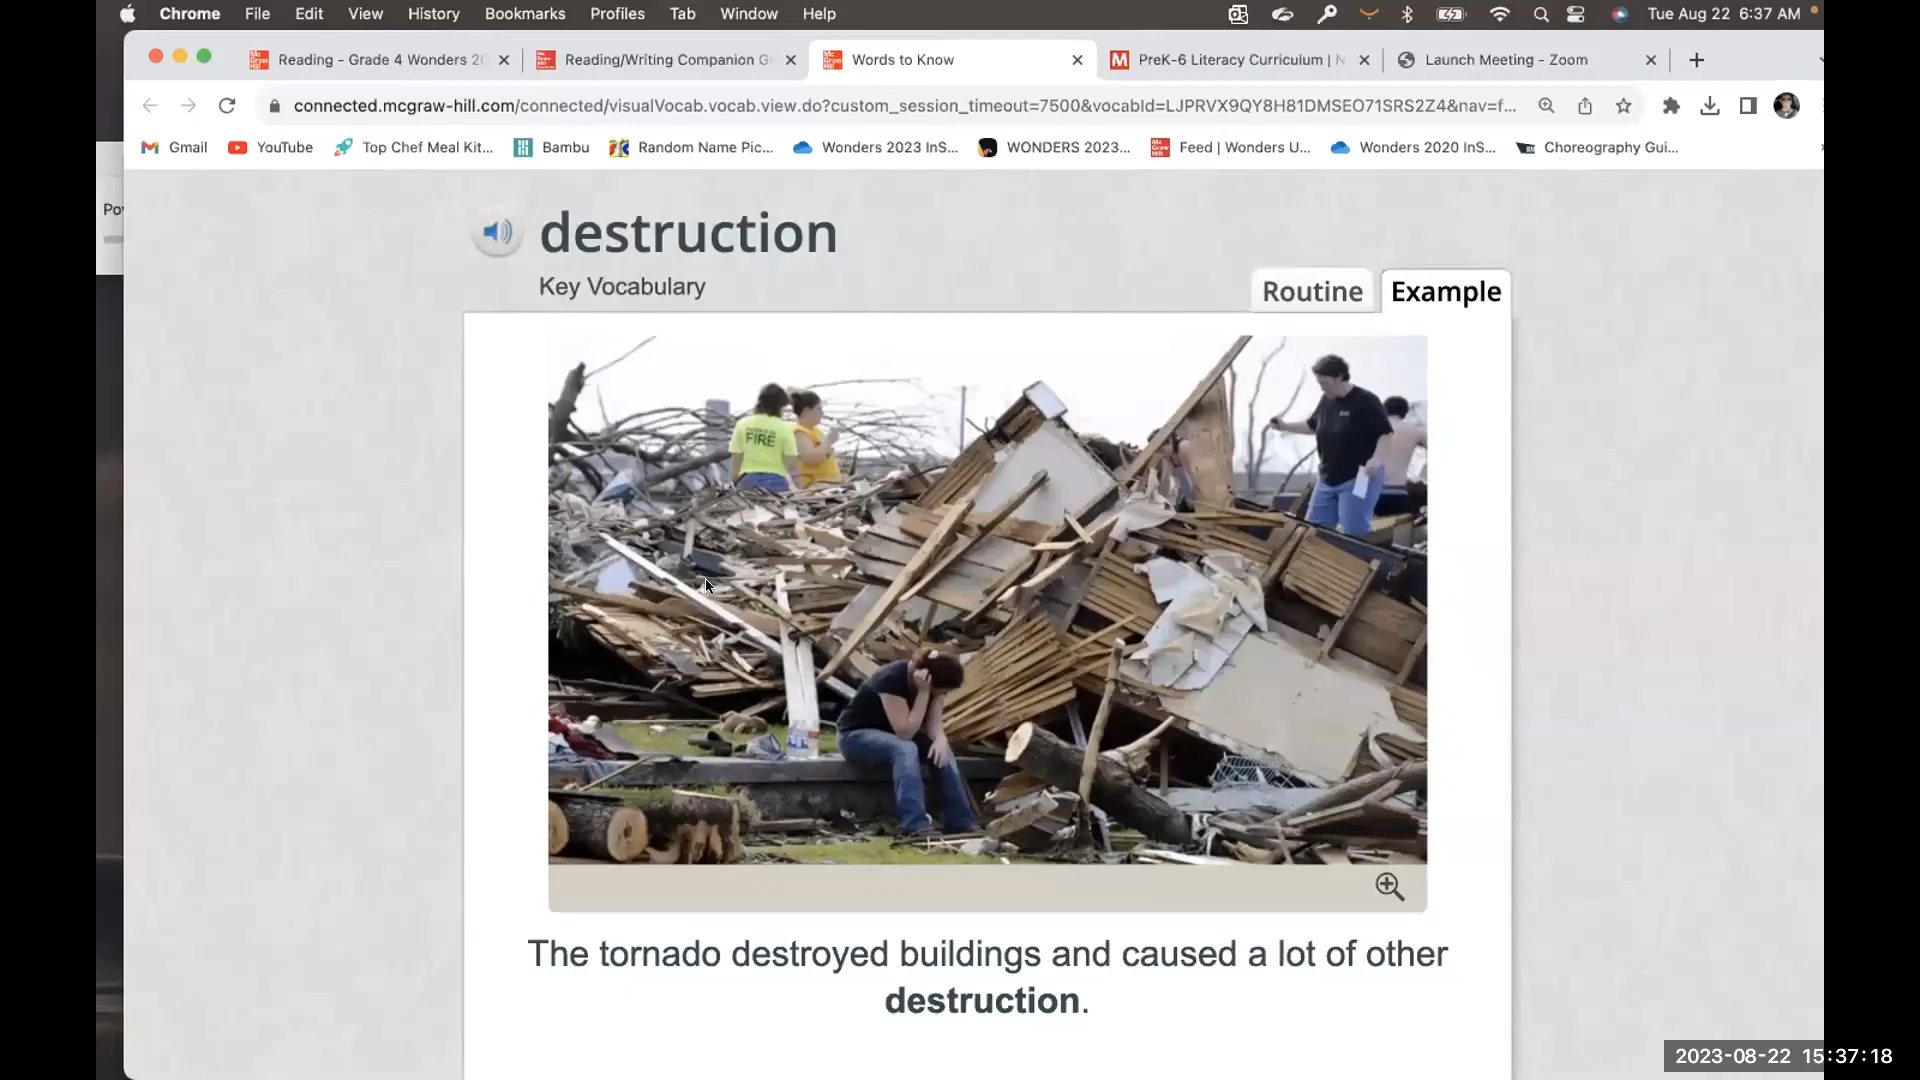 Chrome File Edit View History Bookmarks Profiles Tab Window Help Tue Aug 22 6:37 AM
Reading - Grade 4 Wonders 20 Reading/Writing Companion G Words to Know PreK-6 Literacy Curriculum | Launch Meeting - Zoom
connected.mcgraw-hill.com/connected/visualVocab.vocab.view.do?custom_session_timeout=7500&vocabId=LJPRVX9QY8H81DMSEO71SRS2Z4&nav=f...
Gmail YouTube Top Chef Meal Kit... Bambu Random Name Pic... Wonders 2023 InS... WONDERS 2023... Feed | Wonders U... Wonders 2020 InS... Choreography Gui...
Pov
destruction
Key Vocabulary
Routine Example
FIRE
The tornado destroyed buildings and caused a lot of other
destruction.
2023-08-22 15:37:18